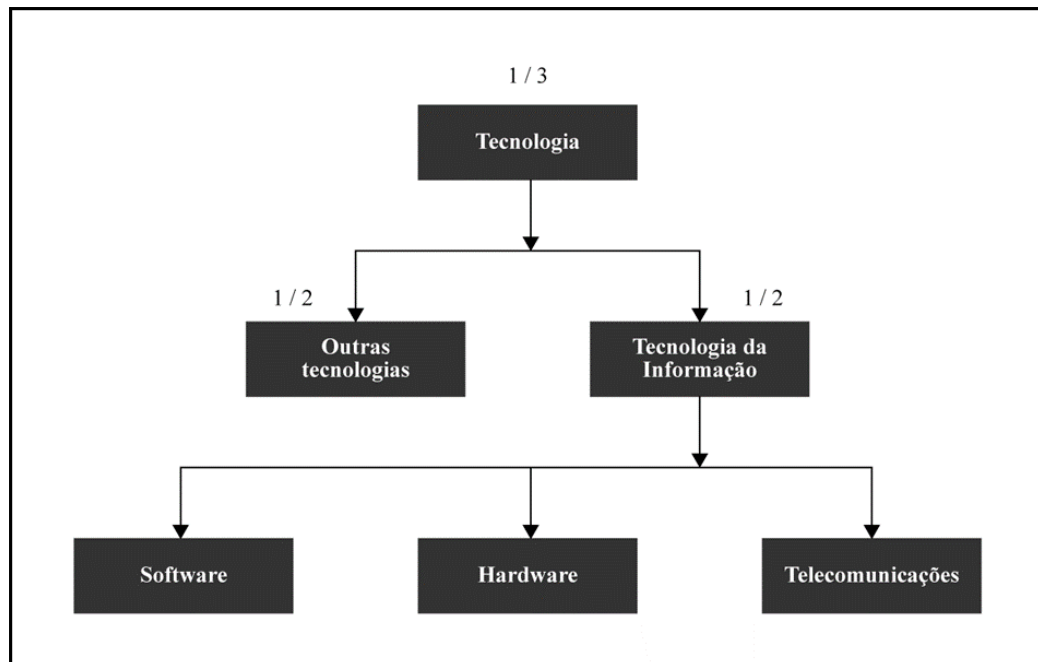 1 / 3
Tecnologia
1 / 2
1 / 2
Outras
tecnologias
Tecnologia da
Informação
Software
Hardware
Telecomunicações